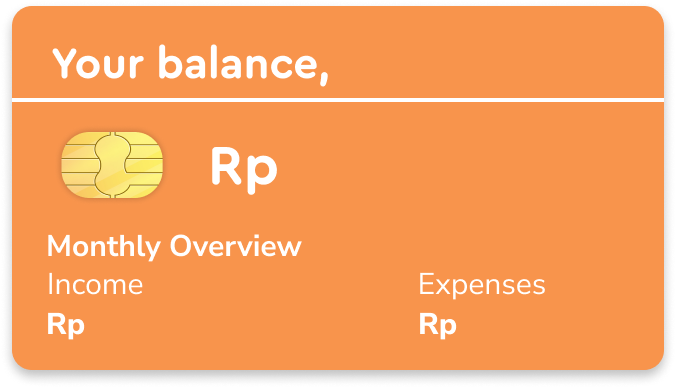 Your balance,
Rp
Monthly Overview
Income Expenses
Rp Rp